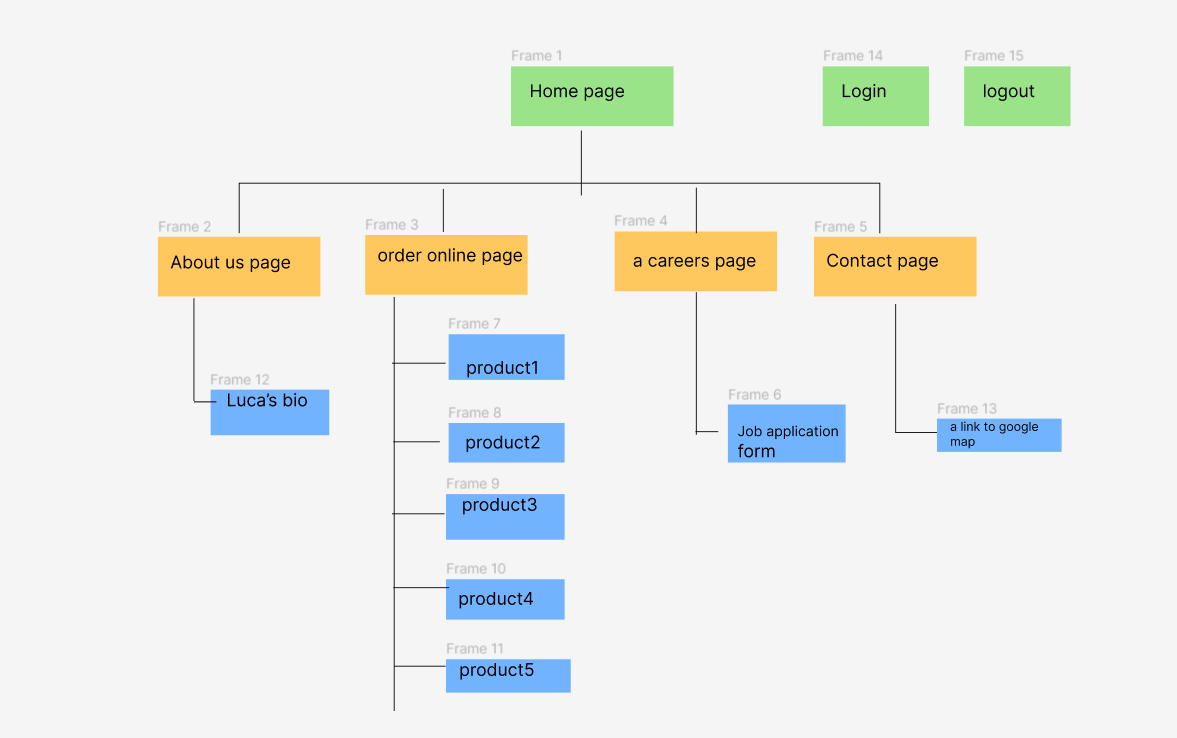 Frame 1
Home page
Frame 14
Login
Frame 15
logout
Frame 2
About us page
Frame 3
order online page
Frame 4
a careers page
Frame 5
Contact page
Frame 12
Luca’s bio
Frame 7
product1
Frame 8
product2
Frame 9
product3
Frame 10
product4
Frame 11
product5
Frame 6
Job application
form
Frame 13
a link to google
map